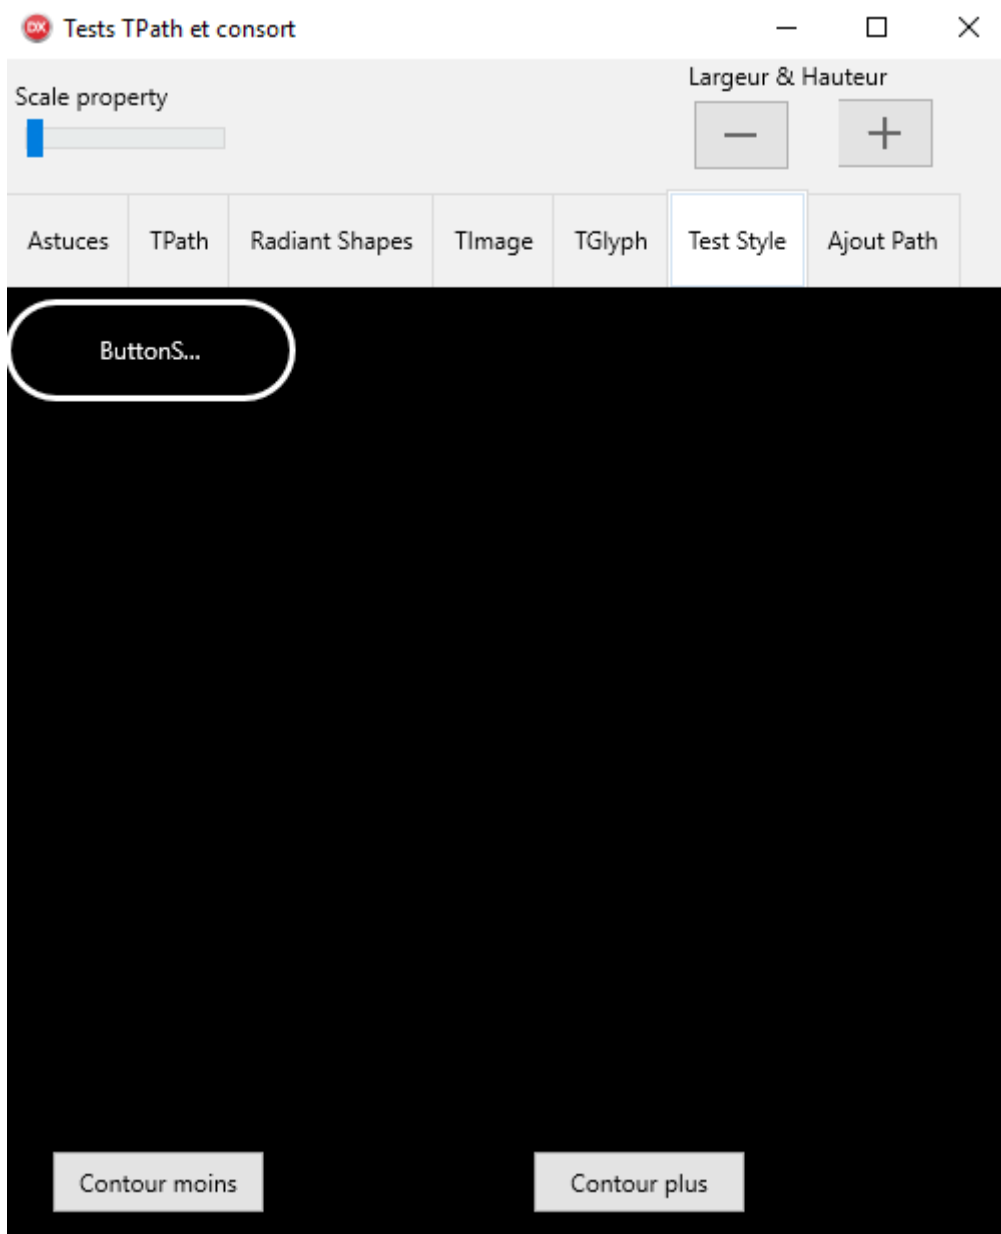 DX Tests TPath et consort
Largeur & Hauteur
Scale property
Astuces TPath Radiant Shapes TImage TGlyph Test Style Ajout Path
ButtonS...
Contour moins Contour plus